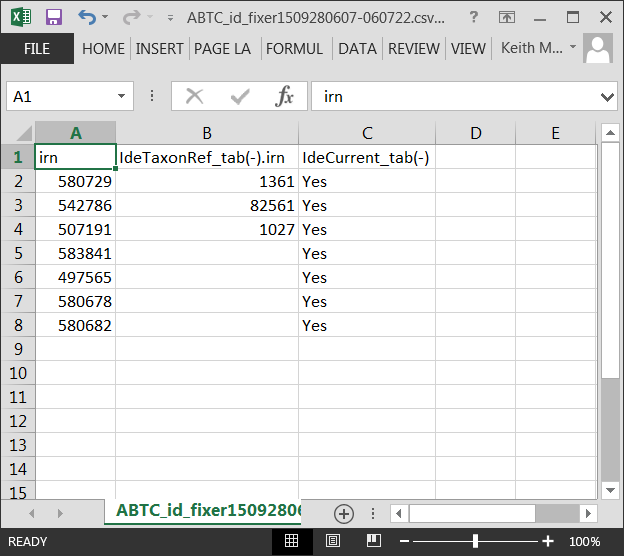 ABTC_id_fixer1509280607-060722.csv... ?
FILE HOME INSERT PAGE LA FORMUL DATA REVIEW VIEW Keith M...
A1 fx irn
A B C D E
1 irn IdeTaxonRef_tab(-).irn IdeCurrent_tab(-)
2 580729 1361 Yes
3 542786 82561 Yes
4 507191 1027 Yes
5 583841 Yes
6 497565 Yes
7 580678 Yes
8 580682 Yes
9
10
11
12
13
14
15
ABTC_id_fixer15092806
READY 100%